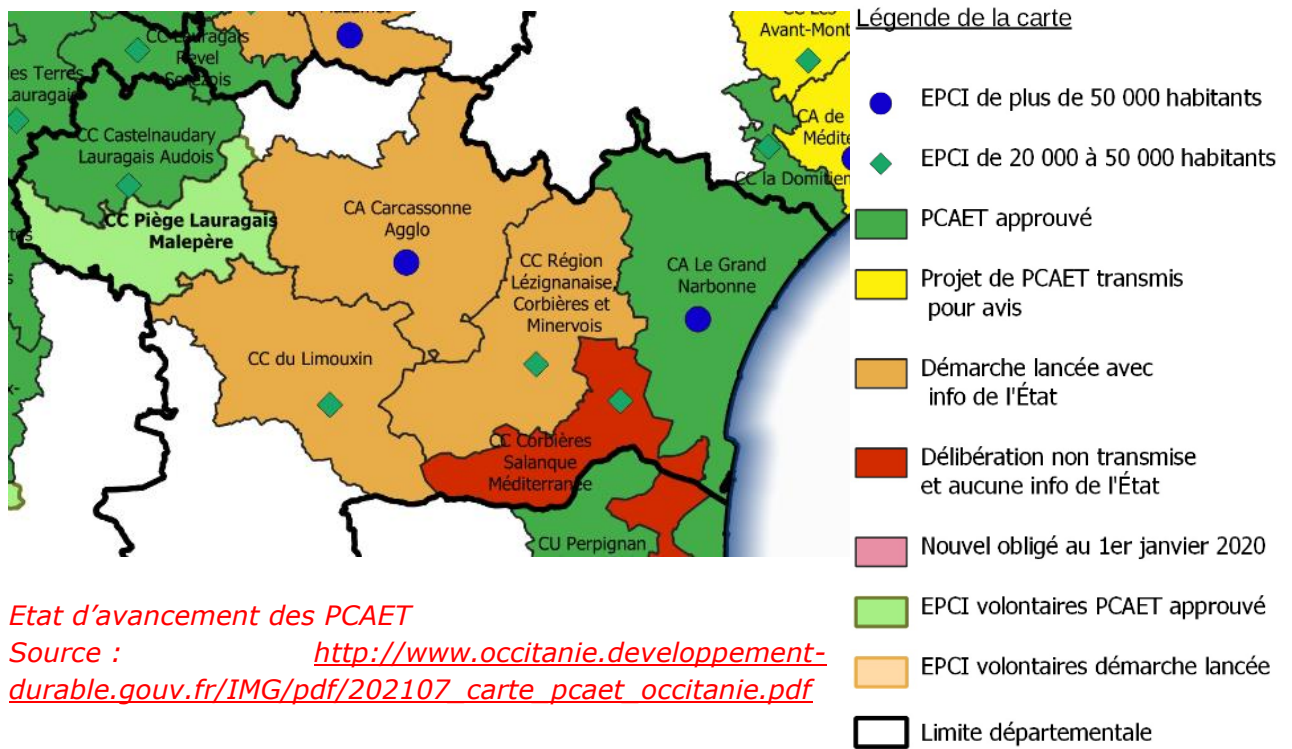 CC Les
Avant-Mont
CC Lauragais
Revel
Sorézois
les Terres
Lauragais
CC Castelnaudary
Lauragais Audois
CC Piège Lauragais
Malepère
CA Carcassonne
Agglo
CC Région
Lézignanaise,
Corbières et
Minervois
CA Le Grand
Narbonne
CA de
Médite
CC la Domitien
CC du Limouxin
CC Corbières
Salanque
Méditerranée
CU Perpignan
Légende de la carte
EPCI de plus de 50 000 habitants
EPCI de 20 000 à 50 000 habitants
PCAET approuvé
Projet de PCAET transmis
pour avis
Démarche lancée avec
info de l'État
Délibération non transmise
et aucune info de l'État
Nouvel obligé au 1er janvier 2020
EPCI volontaires PCAET approuvé
EPCI volontaires démarche lancée
Limite départementale
Etat d’avancement des PCAET
Source : http://www.occitanie.developpement-
durable.gouv.fr/IMG/pdf/202107_carte_pcaet_occitanie.pdf